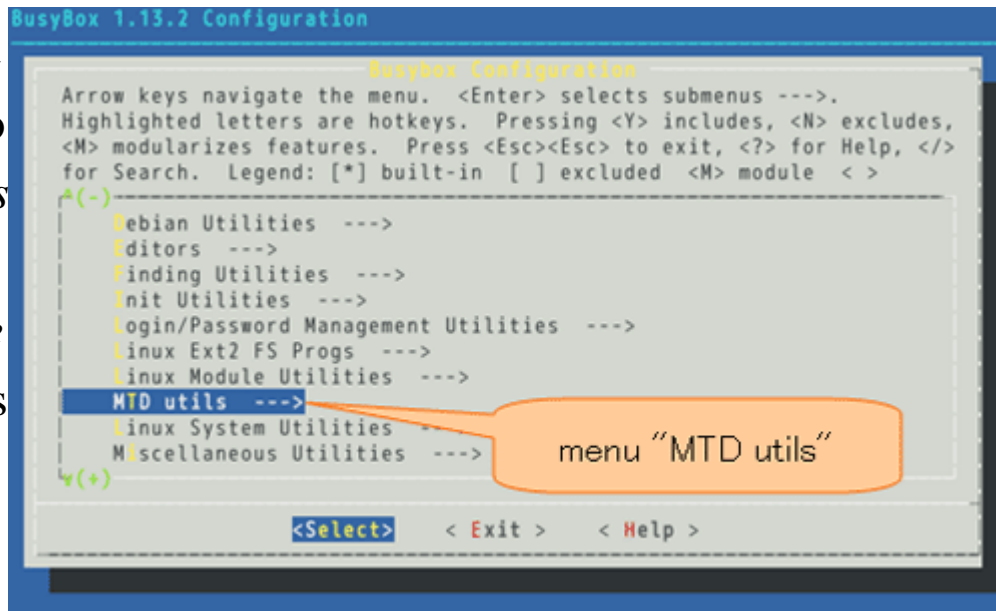 BusyBox 1.13.2 Configuration
Busybox Configuration
Arrow keys navigate the menu. <Enter> selects submenus --->.
Highlighted letters are hotkeys. Pressing <Y> includes, <N> excludes,
<M> modularizes features. Press <Esc><Esc> to exit, <?> for Help, </>
for Search. Legend: [*] built-in [ ] excluded <M> module < >
^(-)
Debian Utilities --->
Editors --->
Finding Utilities --->
Init Utilities --->
Login/Password Management Utilities --->
Linux Ext2 FS Progs --->
Linux Module Utilities --->
MTD utils --->
Linux System Utilities --->
Miscellaneous Utilities --->
v(+)
menu "MTD utils"
<Select> < Exit > < Help >